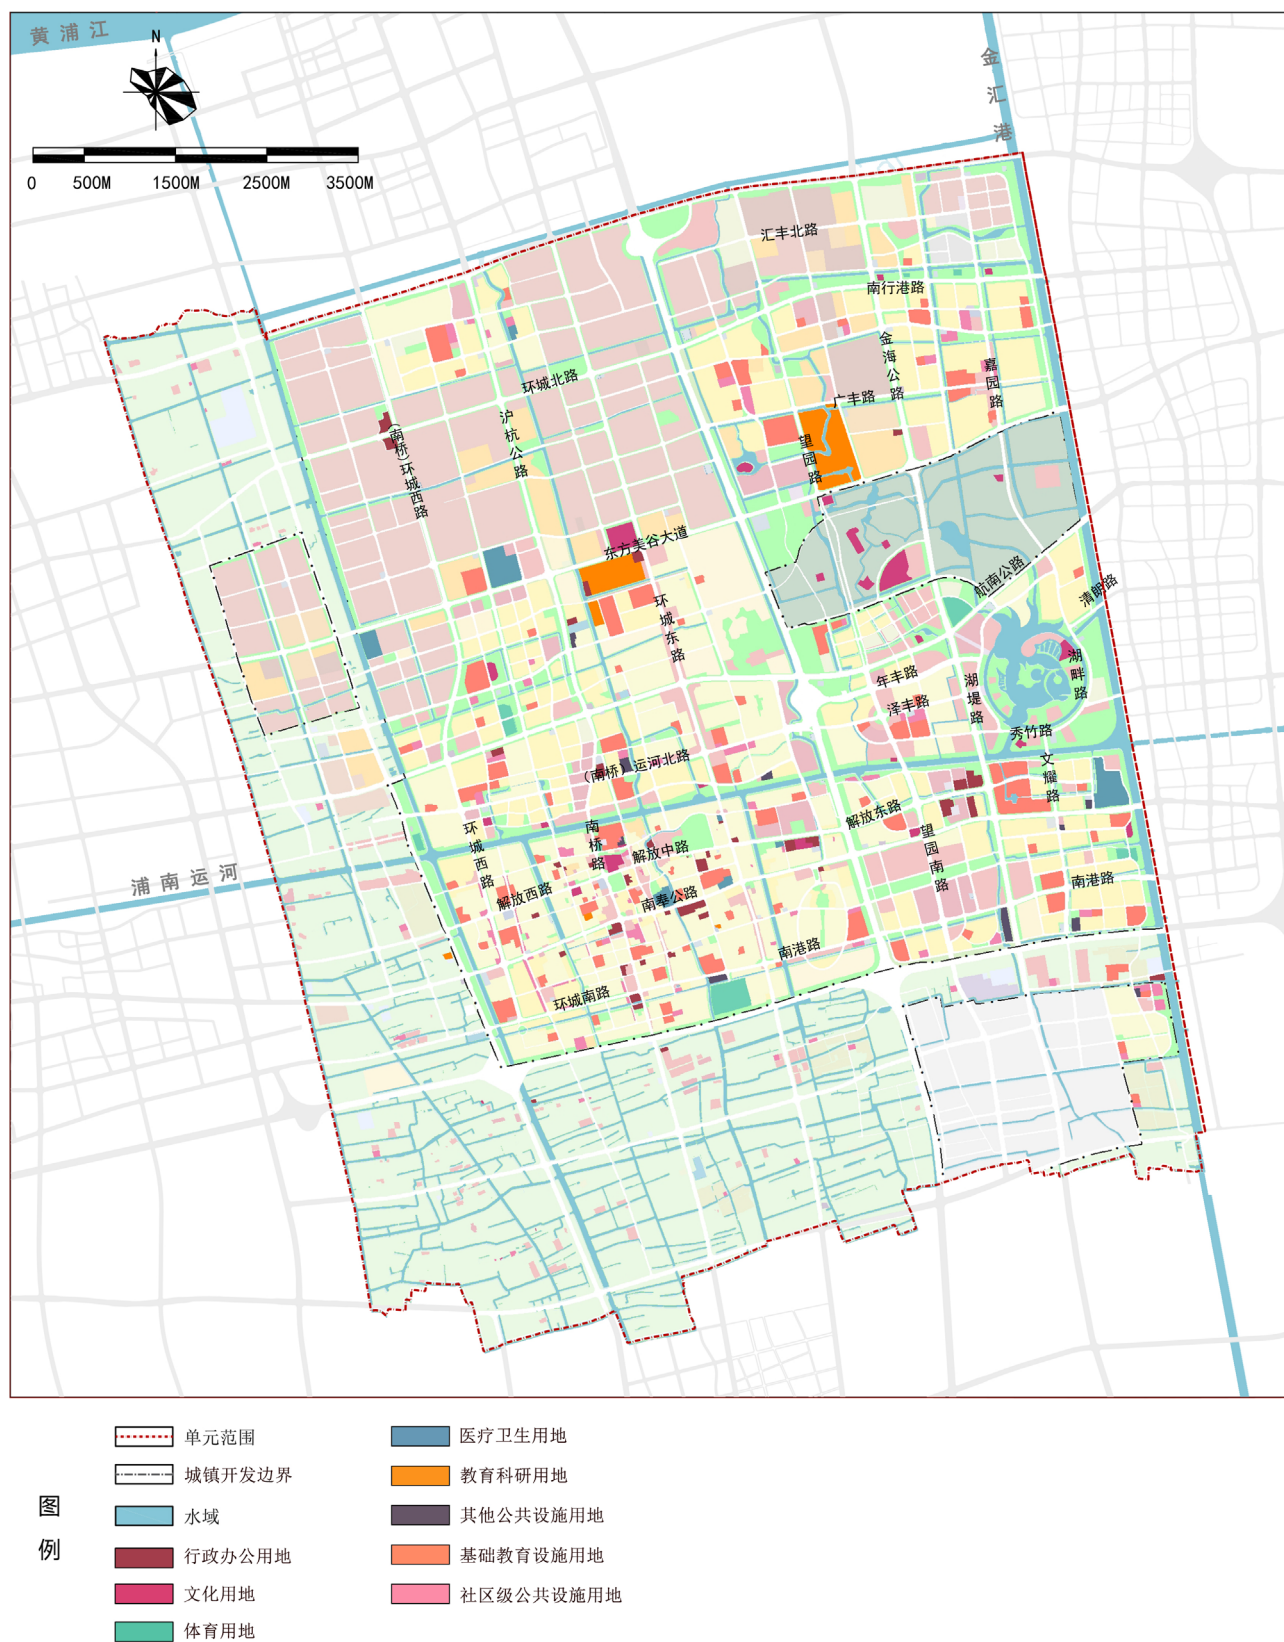 黄浦江
N
金汇港
0 500M 1500M 2500M 3500M
汇丰北路
南行港路
金海公路
嘉园路
环城北路
广丰路
沪杭公路
(南桥)环城西路
望园路
东方美谷大道
航南公路
清朗路
环城东路
年丰路
湖畔路
湖堤路
泽丰路
秀竹路
(南桥)运河北路
文耀路
解放东路
环城西路
南桥路
望园南路
解放中路
浦南运河
南港路
解放西路
南奉公路
南港路
环城南路
图例
单元范围
城镇开发边界
水域
行政办公用地
文化用地
体育用地
医疗卫生用地
教育科研用地
其他公共设施用地
基础教育设施用地
社区级公共设施用地